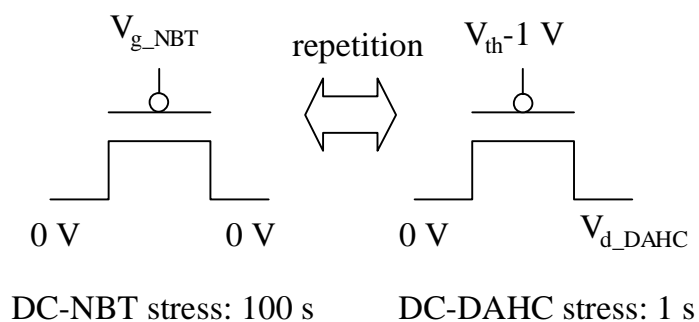 V_g_NBT
repetition
V_th-1 V
0 V
0 V
0 V
V_d_DAHC
DC-NBT stress: 100 s
DC-DAHC stress: 1 s